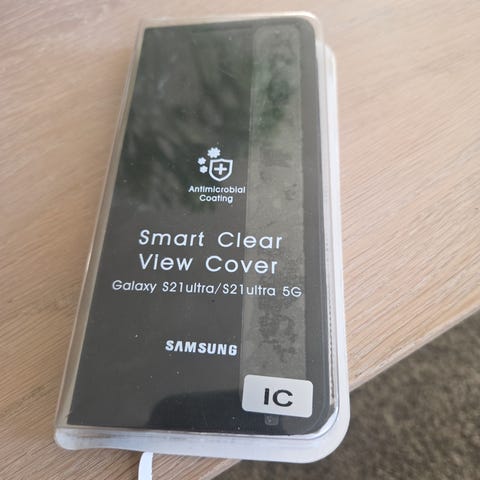 Antimicrobial
Coating
Smart Clear
View Cover
Galaxy S21ultra/S21ultra 5G
SAMSUNG
IC